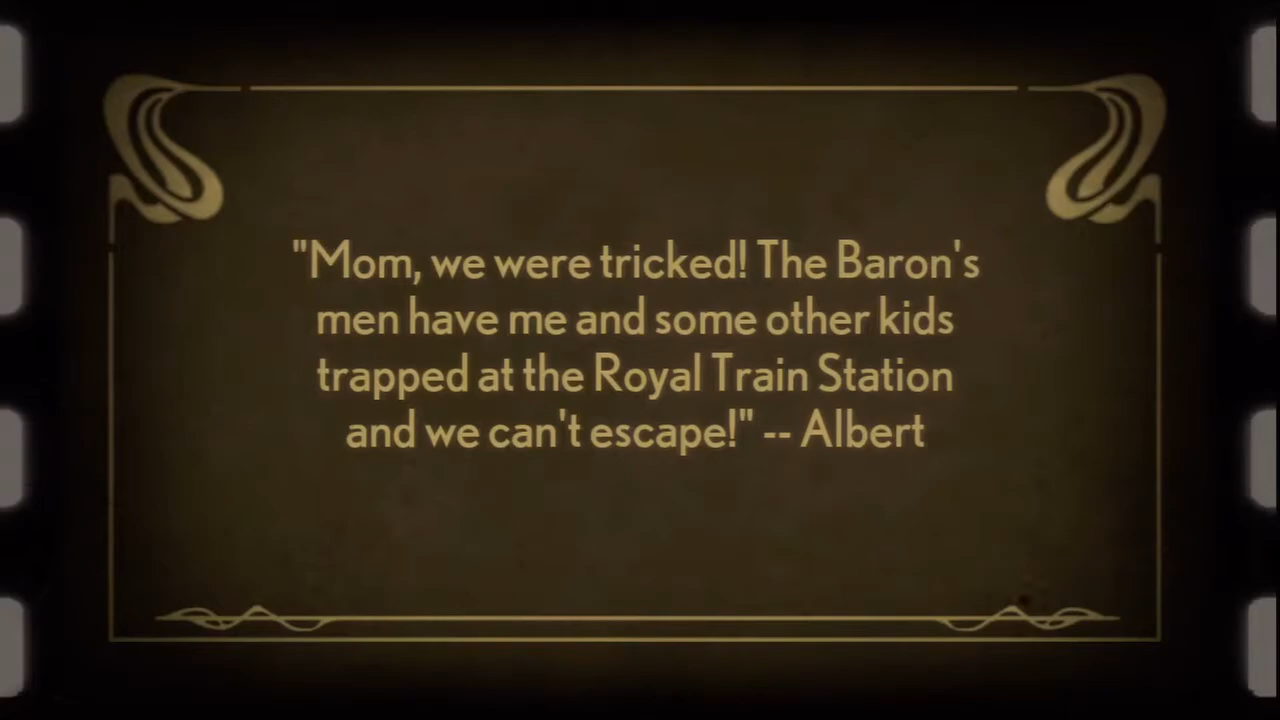 "Mom, we were tricked! The Baron's
men have me and some other kids
trapped at the Royal Train Station
and we can't escape!" -- Albert